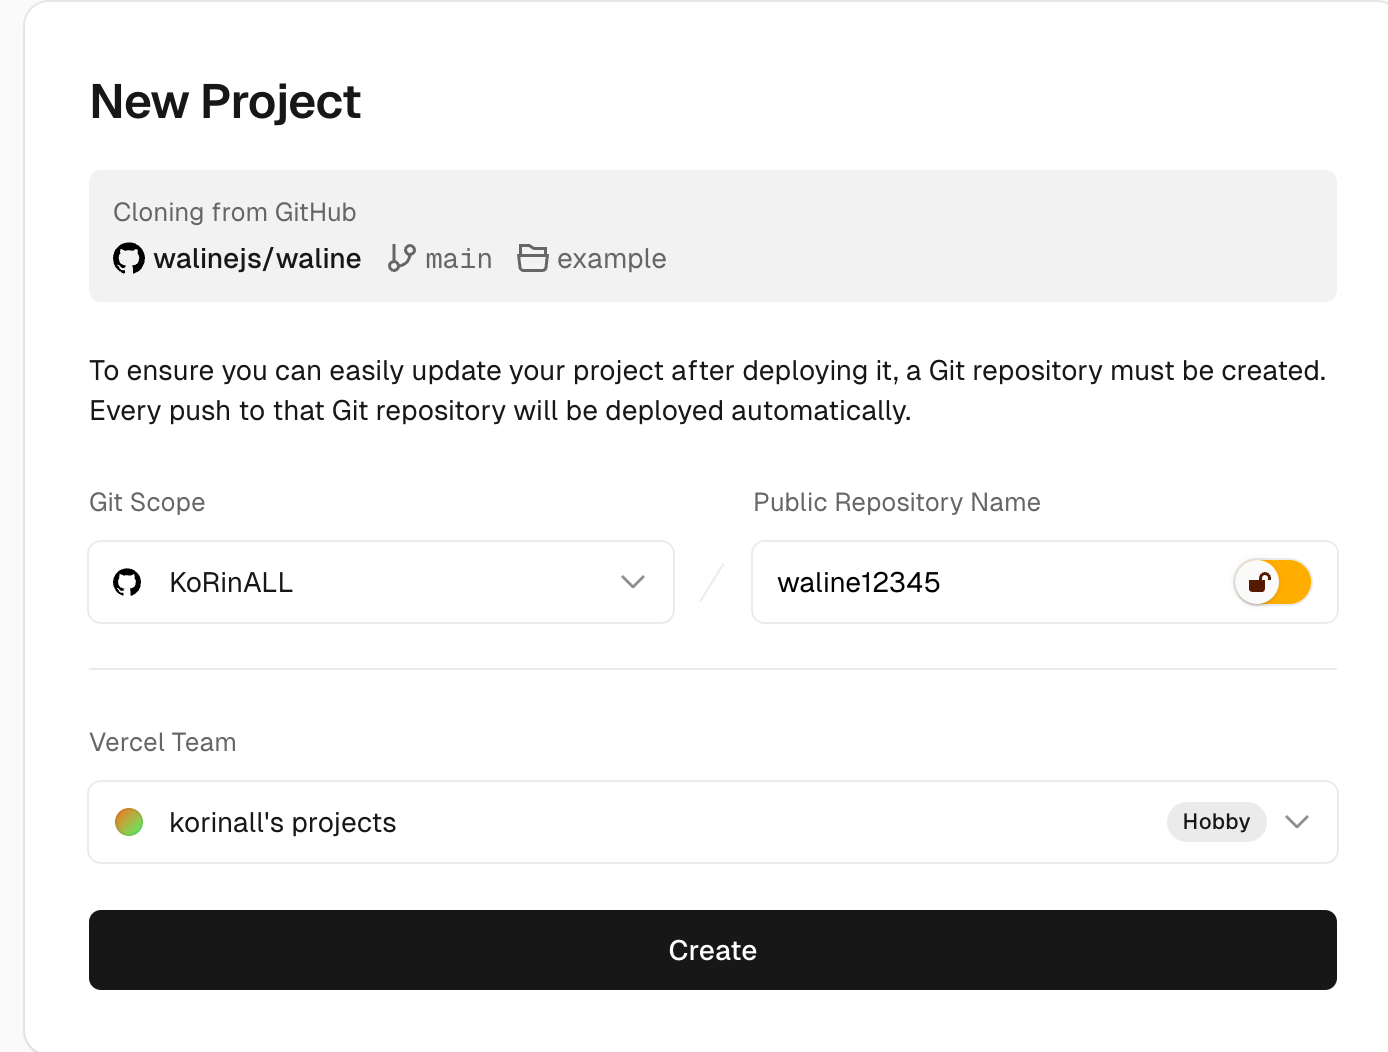 New Project
Cloning from GitHub
walinejs/waline main example
To ensure you can easily update your project after deploying it, a Git repository must be created.
Every push to that Git repository will be deployed automatically.
Git Scope
Public Repository Name
KoRinALL
waline12345
Vercel Team
korinall's projects Hobby
Create